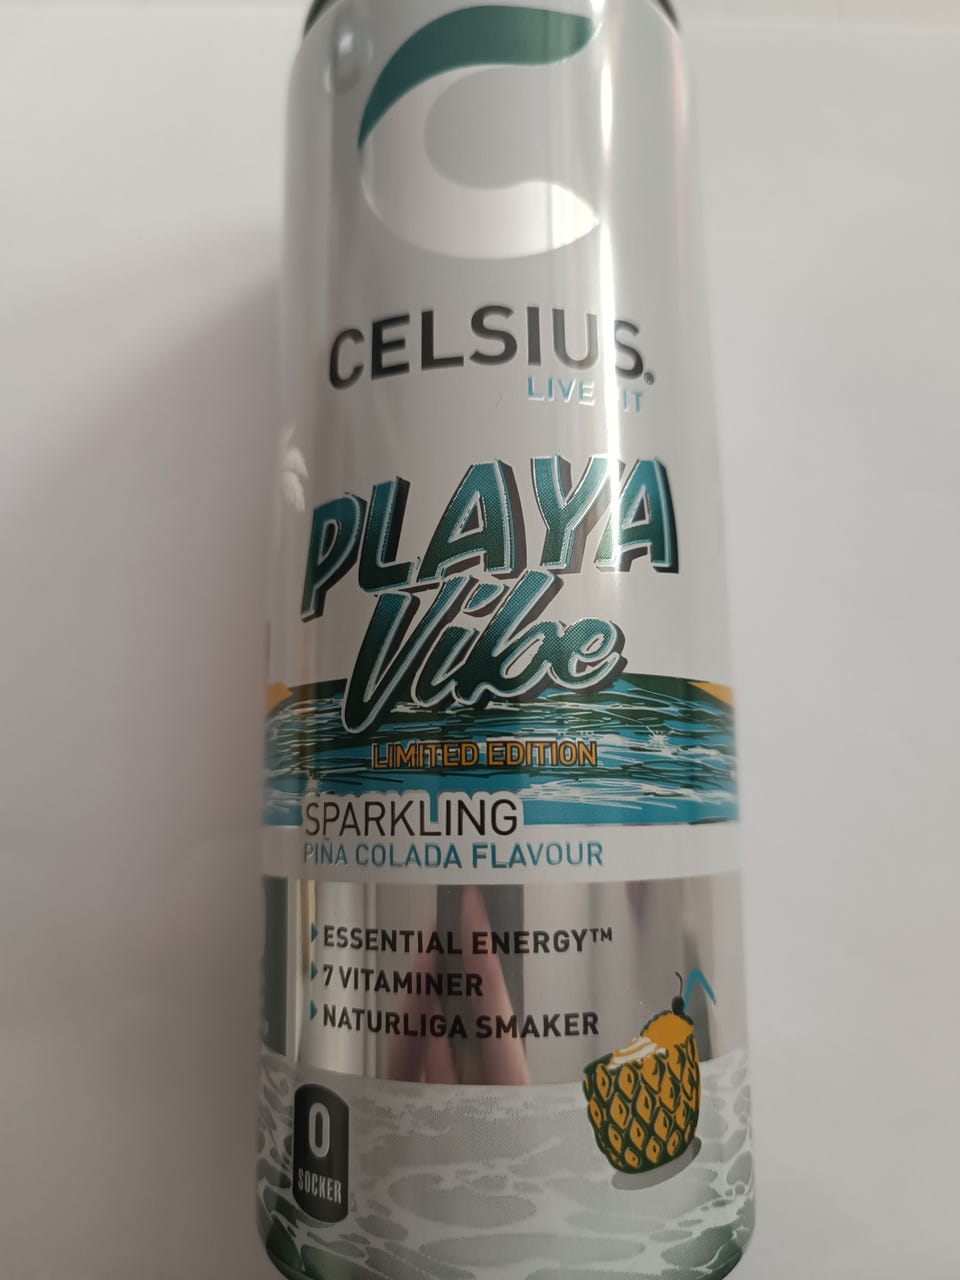 CELSIUS®
LIVE FIT
PLAYA
Vibe
LIMITED EDITION
SPARKLING
PIÑA COLADA FLAVOUR
ESSENTIAL ENERGY™
7 VITAMINER
NATURLIGA SMAKER
0
SOCKER